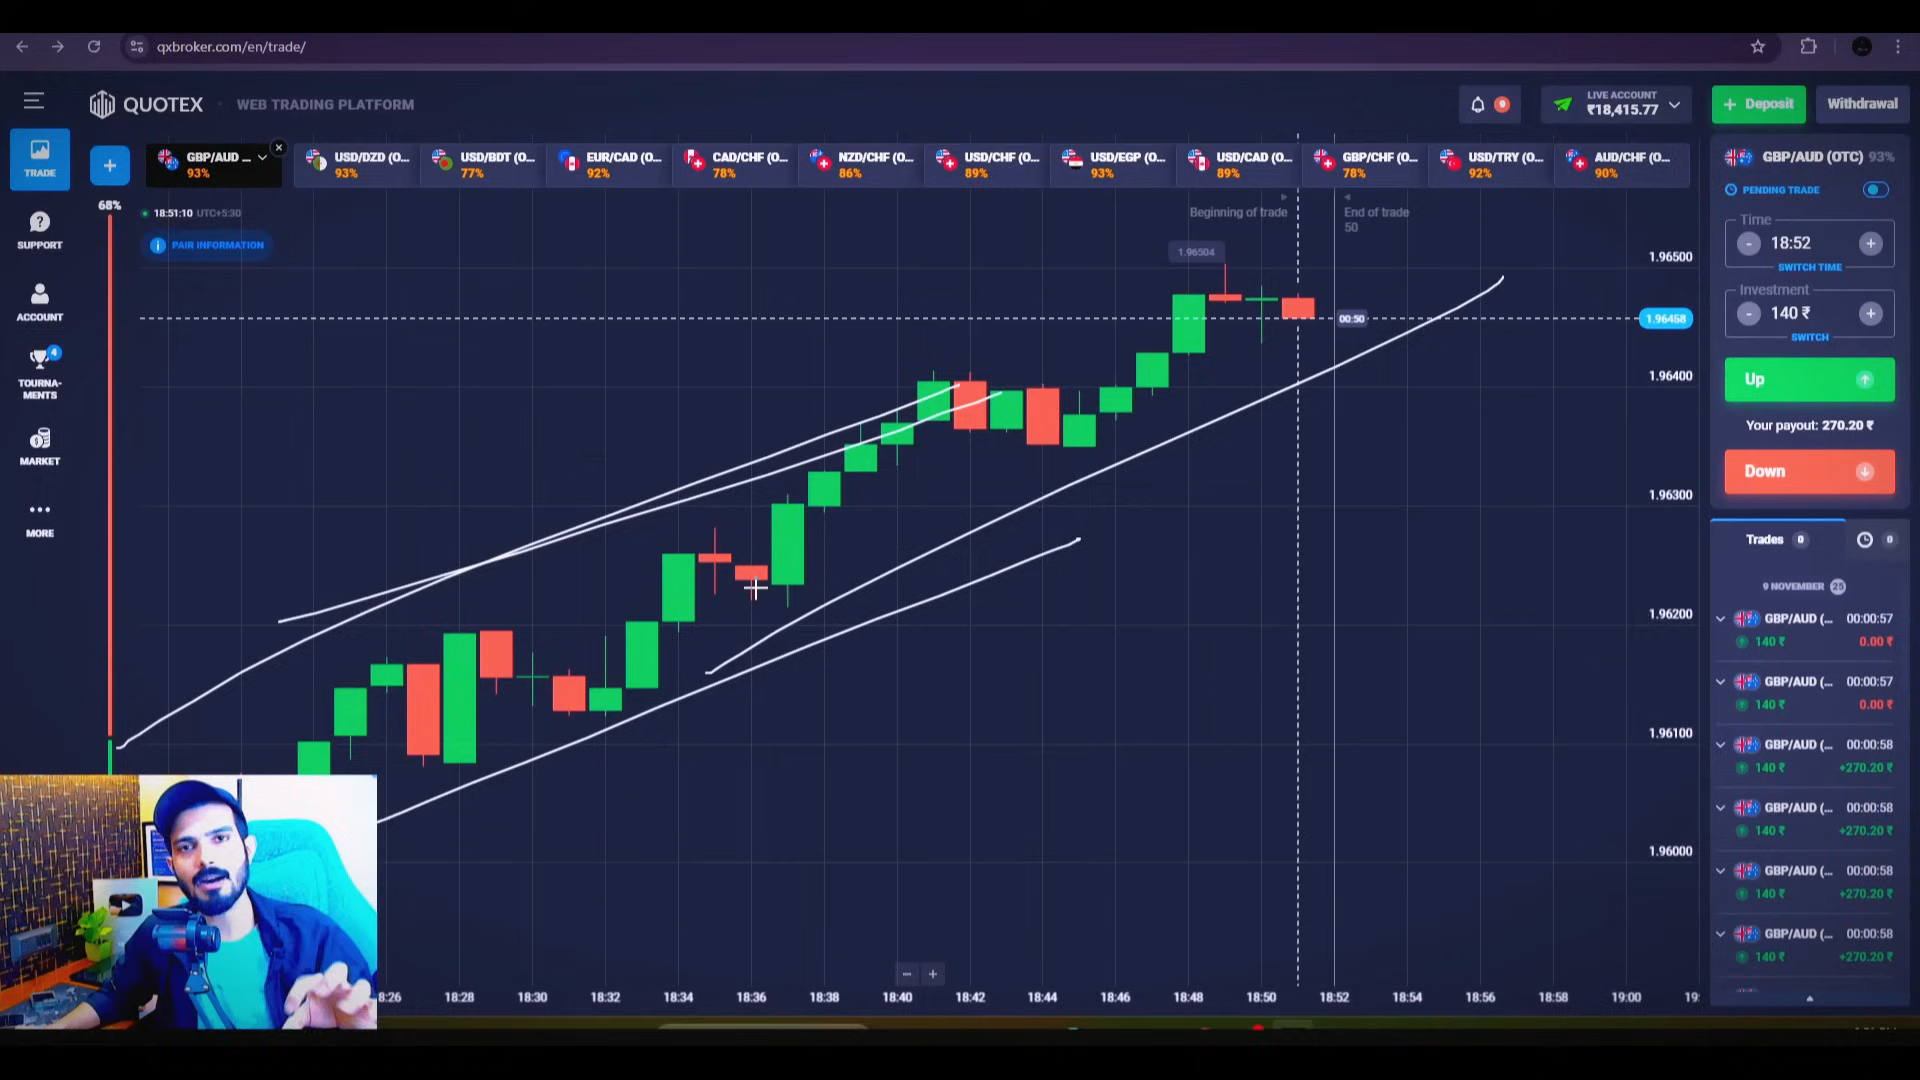 qxbroker.com/en/trade/
QUOTEX
WEB TRADING PLATFORM
9
LIVE ACCOUNT
₹18,415.77
+ Deposit
Withdrawal
TRADE
+
GBP/AUD ...
93%
USD/DZD (O...
93%
USD/BDT (O...
77%
EUR/CAD (O...
92%
CAD/CHF (O...
78%
NZD/CHF (O...
86%
USD/CHF (O...
89%
USD/EGP (O...
93%
USD/CAD (O...
89%
GBP/CHF (O...
78%
USD/TRY (O...
92%
AUD/CHF (O...
90%
GBP/AUD (OTC) 93%
PENDING TRADE
Time
- 18:52 +
SWITCH TIME
Investment
- 140 ₹ +
SWITCH
Up
Your payout: 270.20 ₹
Down
SUPPORT
ACCOUNT
4
TOURNA-
MENTS
MARKET
MORE
68%
18:51:10 UTC+5:30
PAIR INFORMATION
Beginning of trade
End of trade
50
1.96504
00:50
1.96500
1.96458
1.96400
1.96300
1.96200
1.96100
1.96000
- +
8:26
18:28
18:30
18:32
18:34
18:36
18:38
18:40
18:42
18:44
18:46
18:48
18:50
18:52
18:54
18:56
18:58
19:00
19:
Trades 0
0
9 NOVEMBER 25
GBP/AUD (... 00:00:57
140 ₹ 0.00 ₹
GBP/AUD (... 00:00:57
140 ₹ 0.00 ₹
GBP/AUD (... 00:00:58
140 ₹ +270.20 ₹
GBP/AUD (... 00:00:58
140 ₹ +270.20 ₹
GBP/AUD (... 00:00:58
140 ₹ +270.20 ₹
GBP/AUD (... 00:00:58
140 ₹ +270.20 ₹